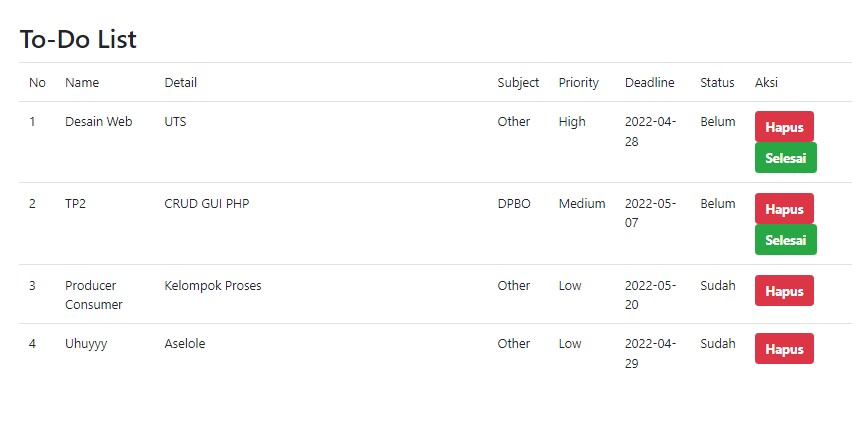 To-Do List
No Name Detail Subject Priority Deadline Status Aksi
1 Desain Web UTS Other High 2022-04- Belum Hapus
28 Selesai
2 TP2 CRUD GUI PHP DPBO Medium 2022-05- Belum Hapus
07 Selesai
3 Producer Kelompok Proses Other Low 2022-05- Sudah Hapus
Consumer 20
4 Uhuyyy Aselole Other Low 2022-04- Sudah Hapus
29